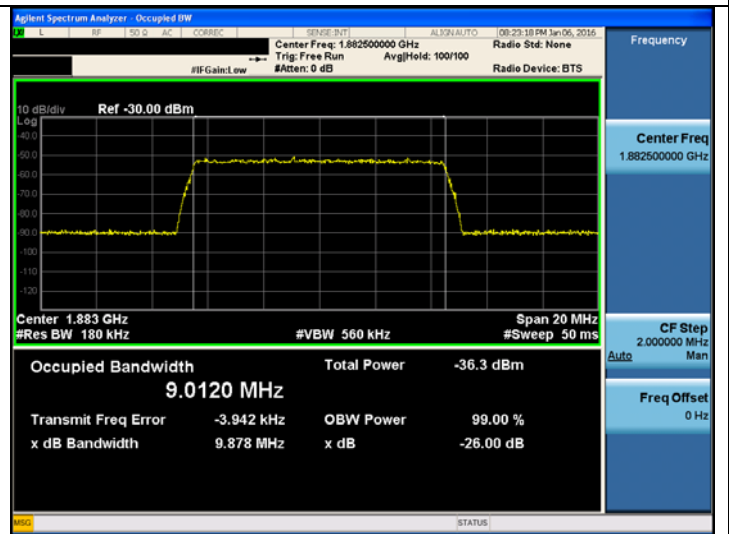 Agilent Spectrum Analyzer - Occupied BW
L RF 50 Ω AC CORREC SENSE:INT ALIGN AUTO 08:23:18 PM Jan 06, 2016
Center Freq: 1.882500000 GHz Radio Std: None
Trig: Free Run Avg|Hold: 100/100
#IFGain:Low #Atten: 0 dB Radio Device: BTS
Frequency
10 dB/div Ref -30.00 dBm
Log
-40.0
-50.0
-60.0
-70.0
-80.0
-90.0
-100
-110
-120
Center 1.883 GHz Span 20 MHz
#Res BW 180 kHz #VBW 560 kHz #Sweep 50 ms
Occupied Bandwidth Total Power -36.3 dBm
9.0120 MHz
Transmit Freq Error -3.942 kHz OBW Power 99.00 %
x dB Bandwidth 9.878 MHz x dB -26.00 dB
Center Freq
1.882500000 GHz
CF Step
2.000000 MHz
Auto Man
Freq Offset
0 Hz
MSG STATUS